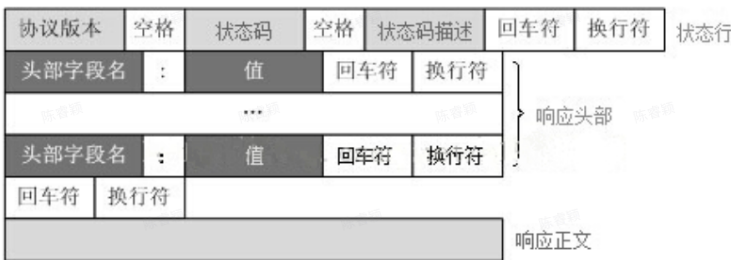 协议版本 空格 状态码 空格 状态码描述 回车符 换行符 状态行
头部字段名 : 值 回车符 换行符
... 响应头部
头部字段名 : 值 回车符 换行符
回车符 换行符
响应正文